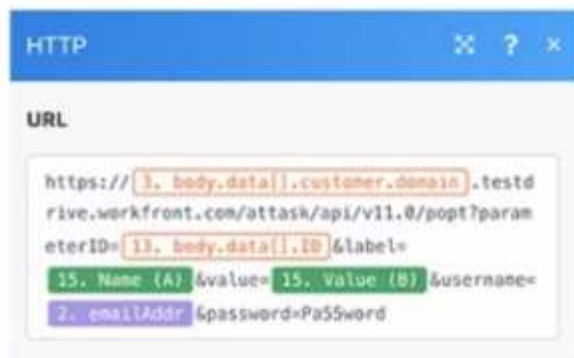 HTTP ? ×
URL
https:// 3. body.data[].customer.domain .testd
rive.workfront.com/attask/api/v11.0/popt?param
eterID= 13. body.data[].ID &label=
15. Name (A) &value= 15. Value (B) &username=
2. emailAddr &password=Pa55word